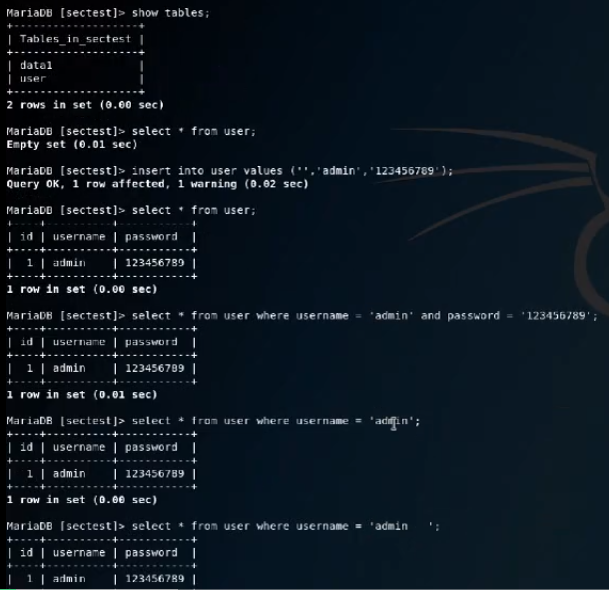 MariaDB [sectest]> show tables;
+-------------------+
| Tables_in_sectest |
+-------------------+
| data1             |
| user              |
+-------------------+
2 rows in set (0.00 sec)
MariaDB [sectest]> select * from user;
Empty set (0.01 sec)
MariaDB [sectest]> insert into user values ('','admin','123456789');
Query OK, 1 row affected, 1 warning (0.02 sec)
MariaDB [sectest]> select * from user;
+----+----------+-----------+
| id | username | password  |
+----+----------+-----------+
|  1 | admin    | 123456789 |
+----+----------+-----------+
1 row in set (0.00 sec)
MariaDB [sectest]> select * from user where username = 'admin' and password = '123456789';
+----+----------+-----------+
| id | username | password  |
+----+----------+-----------+
|  1 | admin    | 123456789 |
+----+----------+-----------+
1 row in set (0.01 sec)
MariaDB [sectest]> select * from user where username = 'admin';
+----+----------+-----------+
| id | username | password  |
+----+----------+-----------+
|  1 | admin    | 123456789 |
+----+----------+-----------+
1 row in set (0.00 sec)
MariaDB [sectest]> select * from user where username = 'admin   ';
+----+----------+-----------+
| id | username | password  |
+----+----------+-----------+
|  1 | admin    | 123456789 |